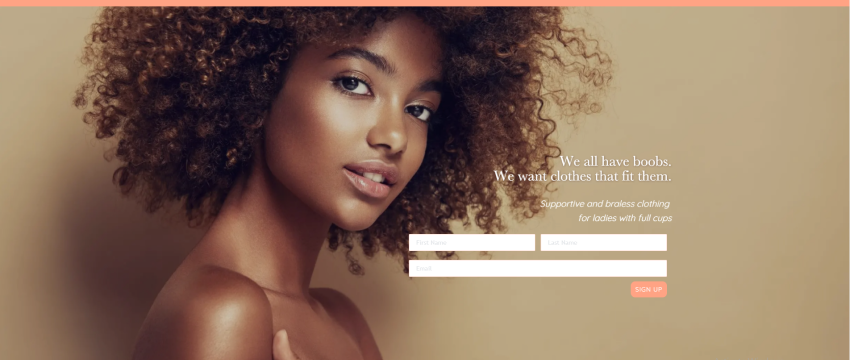 We all have boobs.
We want clothes that fit them.
Supportive and braless clothing
for ladies with full cups
First Name
Last Name
Email
SIGN UP